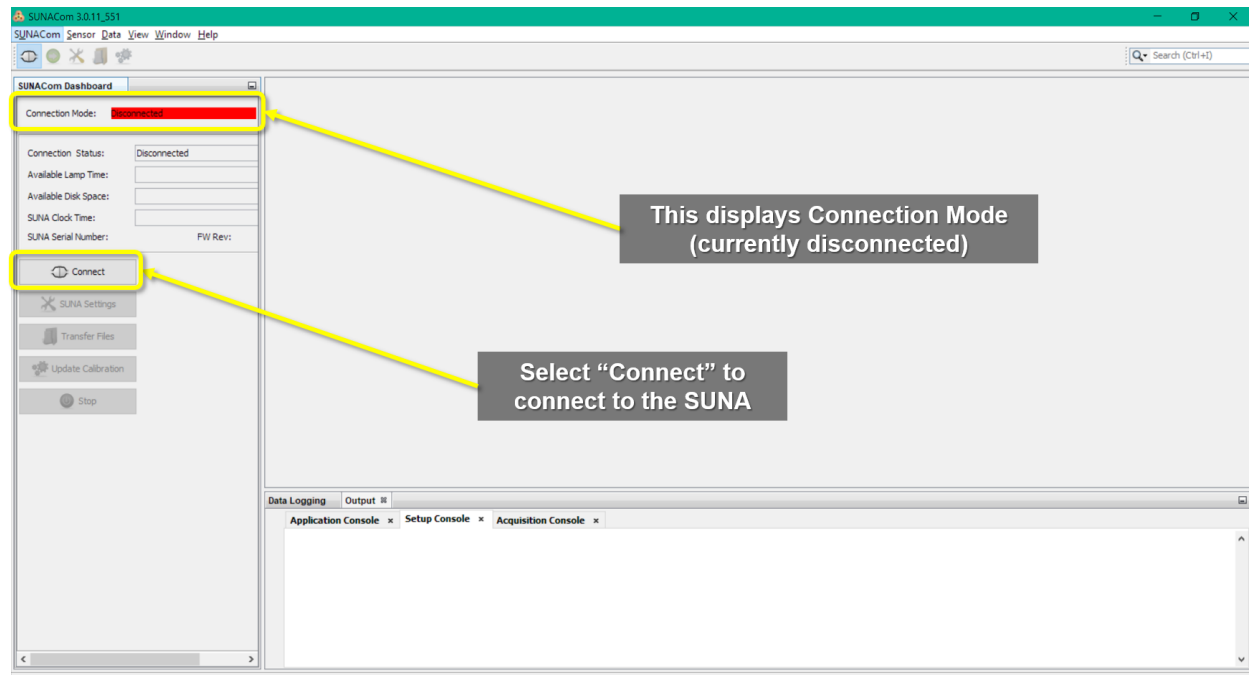 SUNACom 3.0.11_551
SUNACom Sensor Data View Window Help
Search (Ctrl+I)
SUNACom Dashboard
Connection Mode: Disconnected
Connection Status: Disconnected
Available Lamp Time:
Available Disk Space:
SUNA Clock Time:
SUNA Serial Number: FW Rev:
Connect
SUNA Settings
Transfer Files
Update Calibration
Stop
This displays Connection Mode
(currently disconnected)
Select “Connect” to
connect to the SUNA
Data Logging Output
Application Console Setup Console Acquisition Console